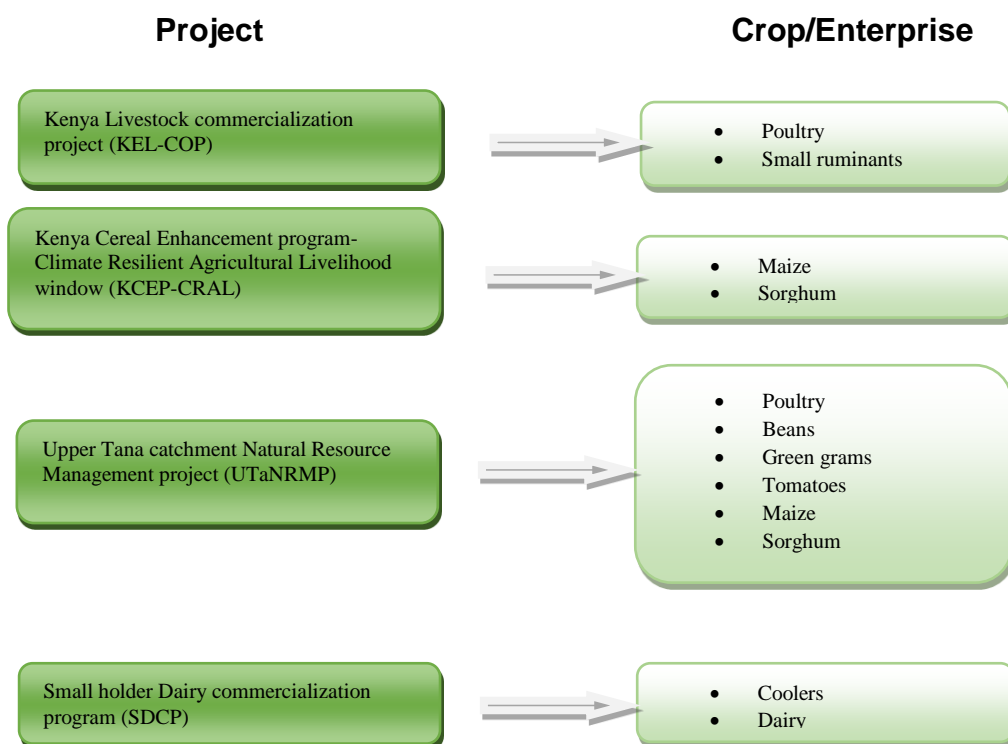 Project
Crop/Enterprise
Kenya Livestock commercialization
project (KEL-COP)
• Poultry
• Small ruminants
Kenya Cereal Enhancement program-
Climate Resilient Agricultural Livelihood
window (KCEP-CRAL)
• Maize
• Sorghum
Upper Tana catchment Natural Resource
Management project (UTaNRMP)
• Poultry
• Beans
• Green grams
• Tomatoes
• Maize
• Sorghum
Small holder Dairy commercialization
program (SDCP)
• Coolers
• Dairy